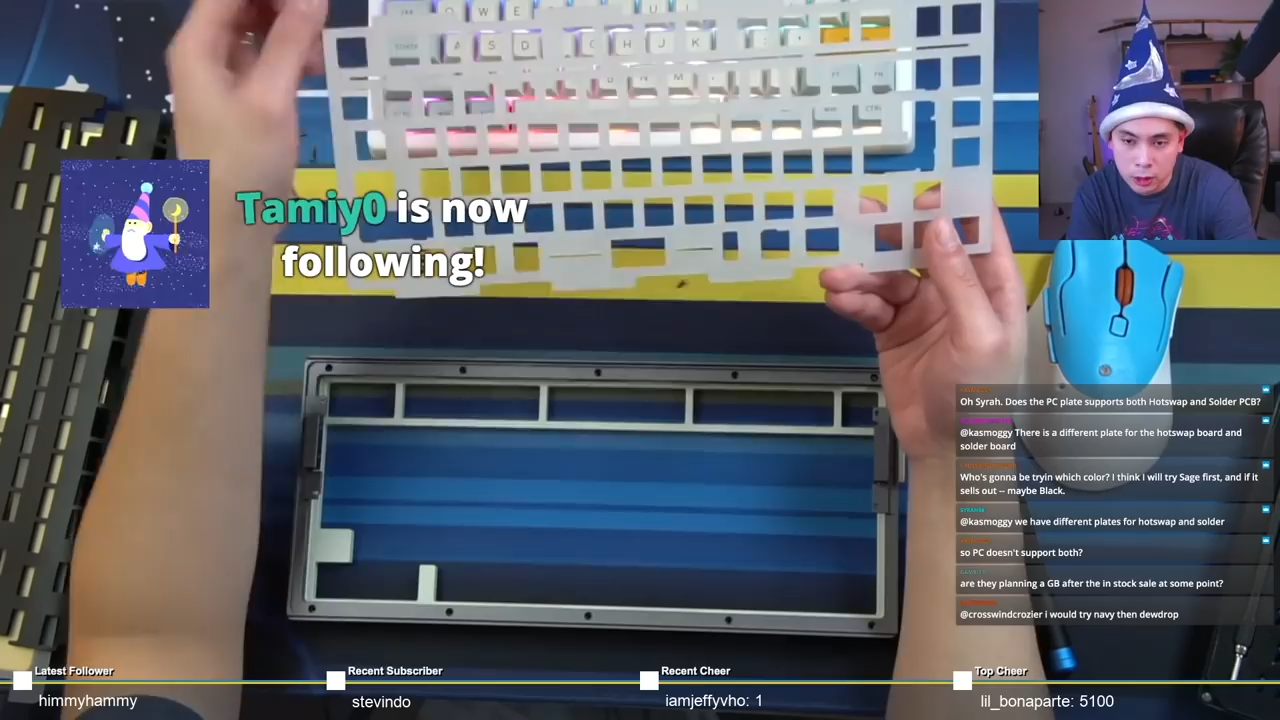 Q W E
A S D
H J K
N M
CTRL
Tamiy0 is now
following!
Oh Syrah. Does the PC plate supports both Hotswap and Solder PCB?
@kasmoggy There is a different plate for the hotswap board and
solder board
Who's gonna be tryin which color? I think I will try Sage first, and if it
sells out -- maybe Black.
@kasmoggy we have different plates for hotswap and solder
so PC doesn't support both?
are they planning a GB after the in stock sale at some point?
@crosswindcrozier i would try navy then dewdrop
Latest Follower
himmyhammy
Recent Subscriber
stevindo
Recent Cheer
iamjeffyvho: 1
Top Cheer
lil_bonaparte: 5100